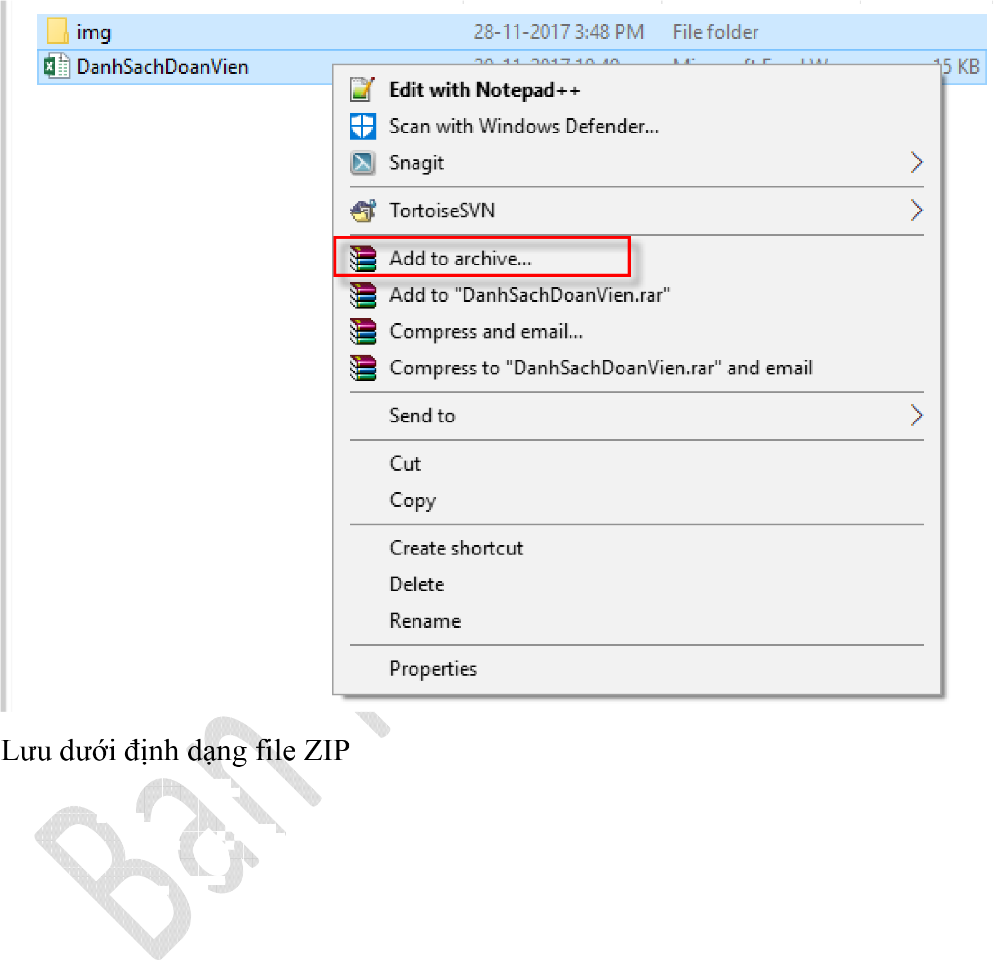 img 28-11-2017 3:48 PM File folder
DanhSachDoanVien 15 KB
Edit with Notepad++
Scan with Windows Defender...
Snagit
TortoiseSVN
Add to archive...
Add to "DanhSachDoanVien.rar"
Compress and email...
Compress to "DanhSachDoanVien.rar" and email
Send to
Cut
Copy
Create shortcut
Delete
Rename
Properties
Lưu dưới định dạng file ZIP